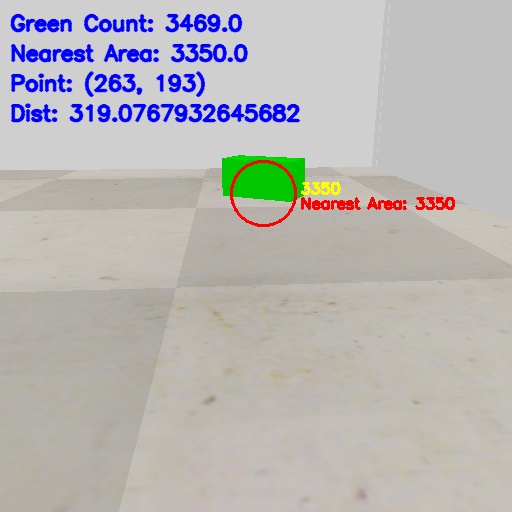 Green Count: 3469.0
Nearest Area: 3350.0
Point: (263, 193)
Dist: 319.0767932645682
3350
Nearest Area: 3350